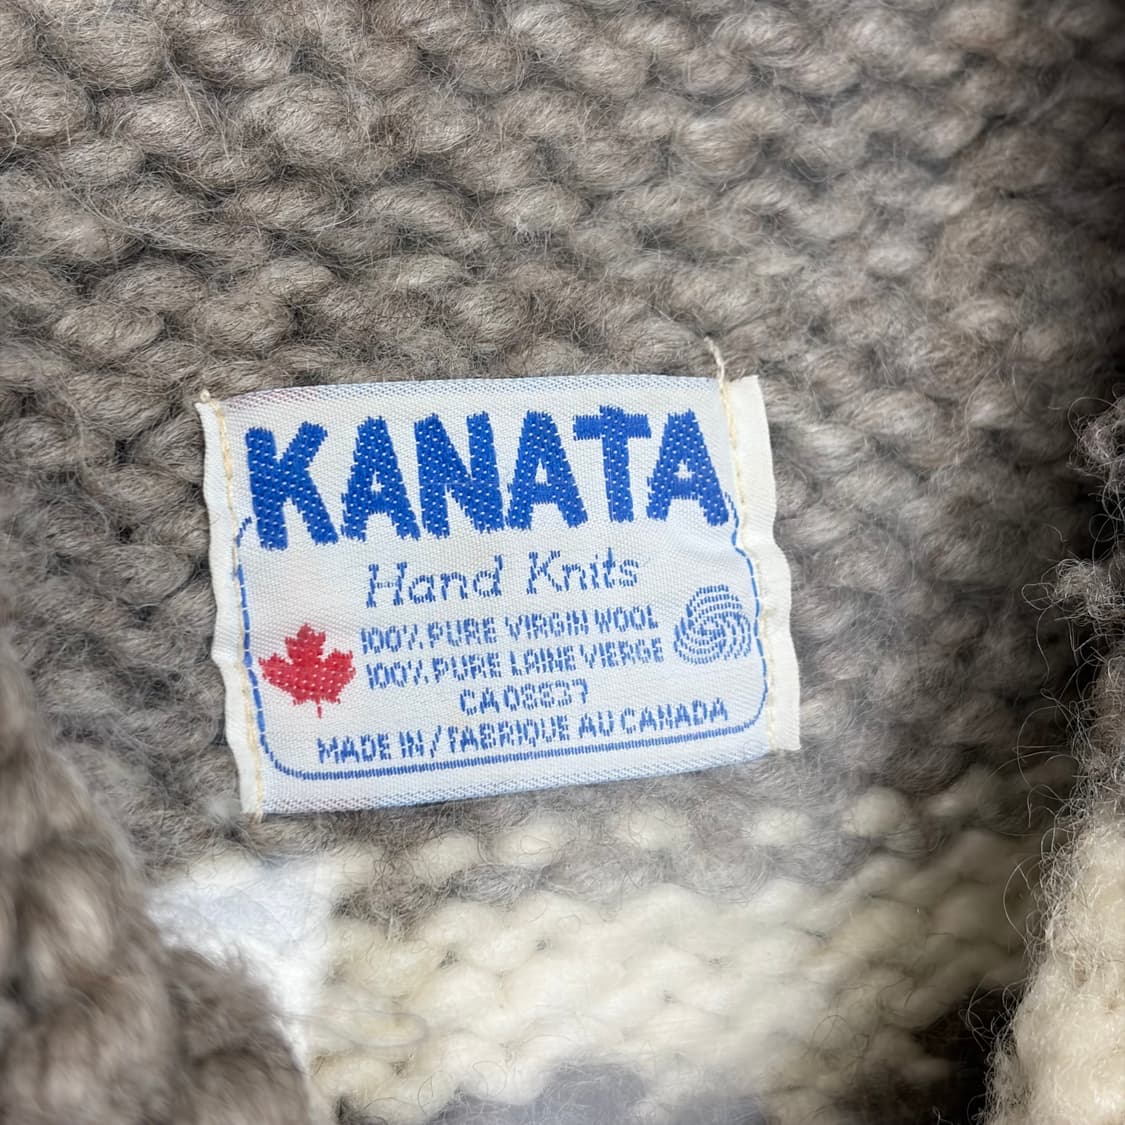 KANATA
Hand Knits
100% PURE VIRGIN WOOL
100% PURE LAINE VIERGE
CA08837
MADE IN / FABRIQUE AU CANADA